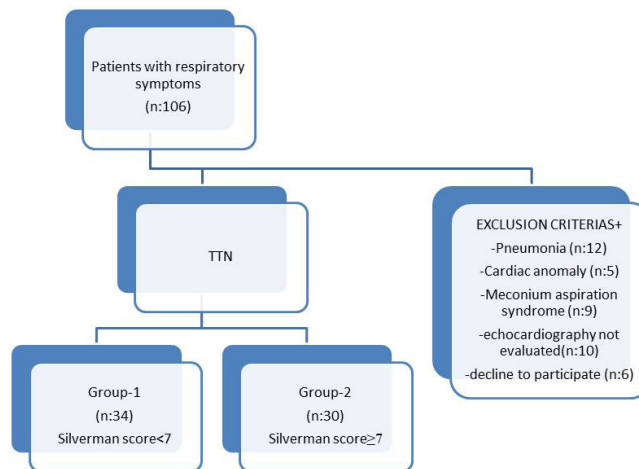 Patients with respiratory
symptoms
(n:106)
TTN
EXCLUSION CRITERIAS+
-Pneumonia (n:12)
-Cardiac anomaly (n:5)
-Meconium aspiration
syndrome (n:9)
-echocardiography not
evaluated(n:10)
-decline to participate (n:6)
Group-1
(n:34)
Silverman score<7
Group-2
(n:30)
Silverman score≥7